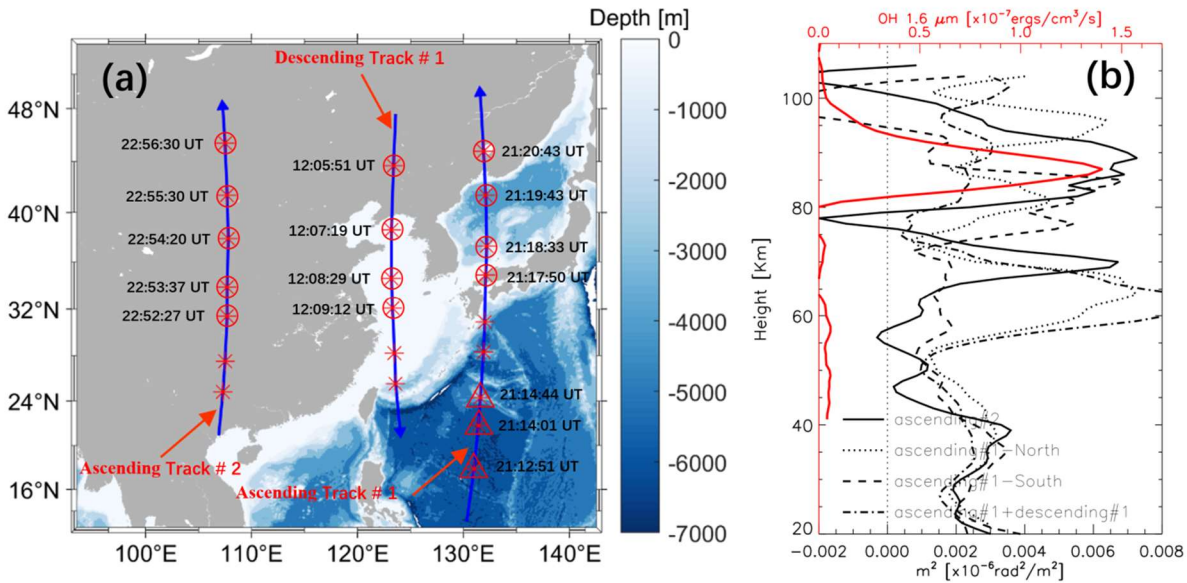 Depth [m]
(a)
Descending Track # 1
48°N
40°N
32°N
24°N
16°N
22:56:30 UT
22:55:30 UT
22:54:20 UT
22:53:37 UT
22:52:27 UT
12:05:51 UT
12:07:19 UT
12:08:29 UT
12:09:12 UT
21:20:43 UT
21:19:43 UT
21:18:33 UT
21:17:50 UT
21:14:44 UT
21:14:01 UT
21:12:51 UT
Ascending Track # 2
Ascending Track # 1
100°E
110°E
120°E
130°E
140°E
0
-1000
-2000
-3000
-4000
-5000
-6000
-7000
OH 1.6 μm [x10⁻⁷ergs/cm³/s]
0.0
0.5
1.0
1.5
(b)
Height [Km]
100
80
60
40
20
ascending#2
ascending#1−North
ascending#1−South
ascending#1+descending#1
−0.002
0.000
0.002
0.004
0.006
0.008
m² [x10⁻⁶rad²/m²]